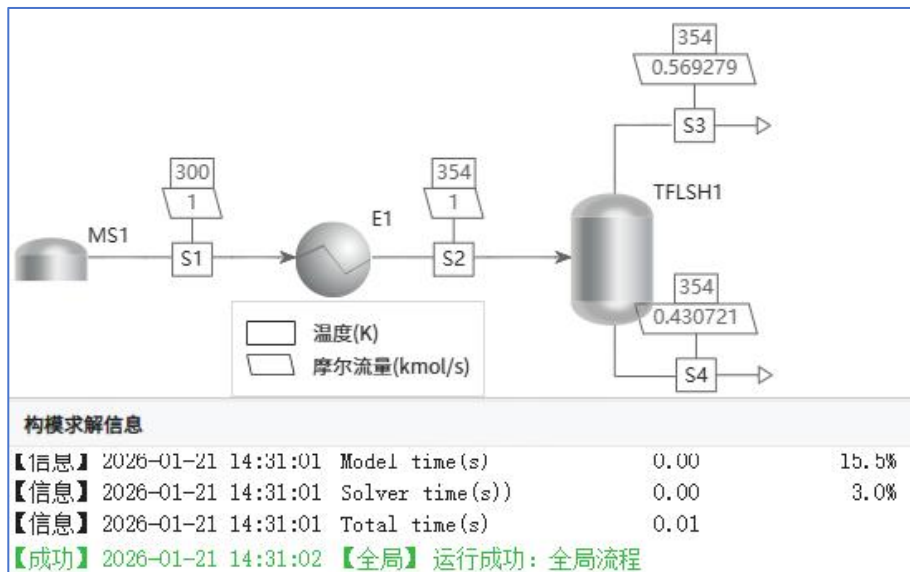 354
0.569279
S3
TFLSH1
300
1
354
1
E1
MS1
S1
S2
354
0.430721
S4
温度(K)
摩尔流量(kmol/s)
构模求解信息
【信息】 2026-01-21 14:31:01 Model time(s) 0.00 15.5%
【信息】 2026-01-21 14:31:01 Solver time(s)) 0.00 3.0%
【信息】 2026-01-21 14:31:01 Total time(s) 0.01
【成功】 2026-01-21 14:31:02 【全局】 运行成功: 全局流程